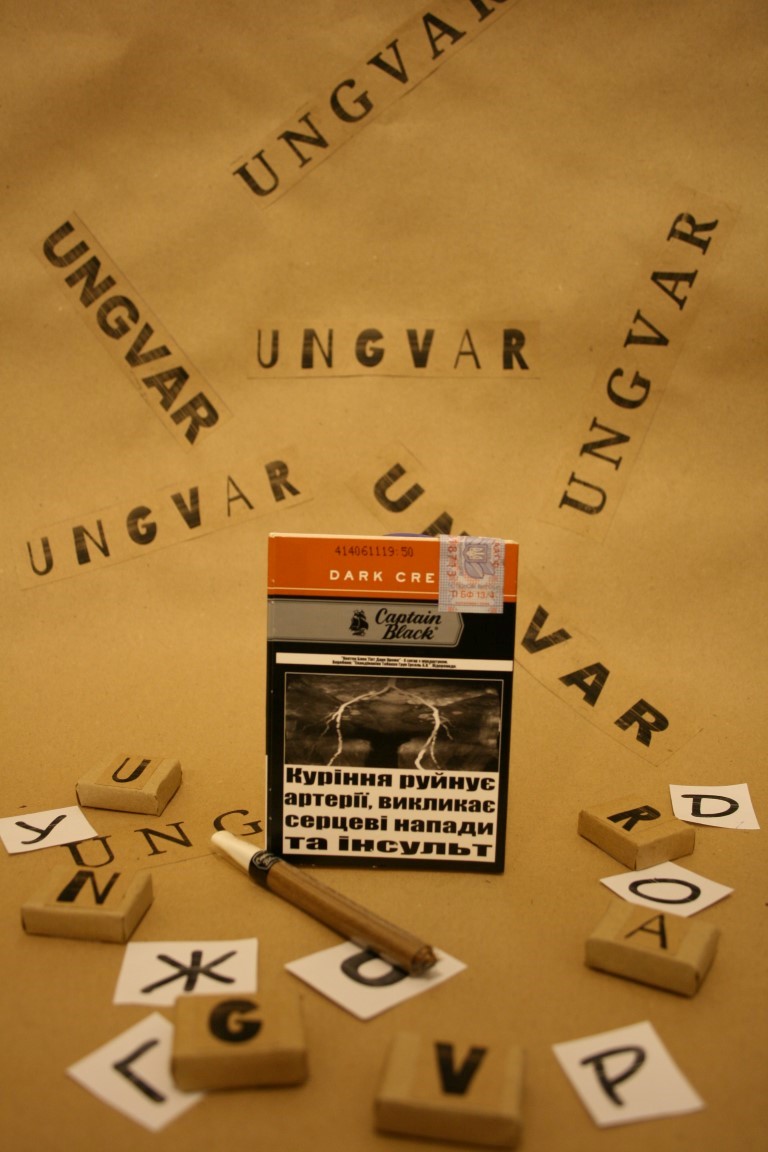 UNGVAR
UNGVAR
UNGVAR
UNGVAR
UNGVAR
UNGVAR
414061119:50
DARK CRE
Captain
Black
Куріння руйнує
артерії, викликає
серцеві напади
та інсульт
U
У
UNG
N
Ж
О
G
Г
V
Р
A
О
R
D